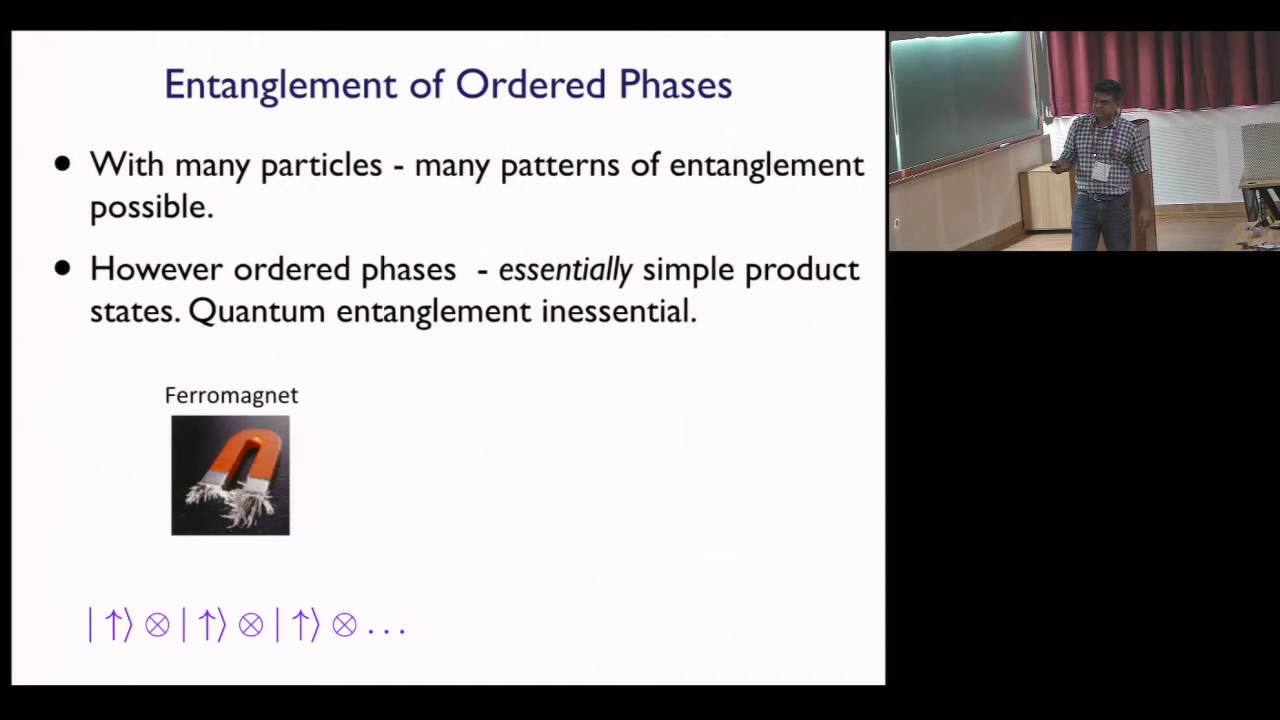 Entanglement of Ordered Phases
• With many particles - many patterns of entanglement
possible.
• However ordered phases - essentially simple product
states. Quantum entanglement inessential.
Ferromagnet
| ↑⟩ ⊗ | ↑⟩ ⊗ | ↑⟩ ⊗ . . .